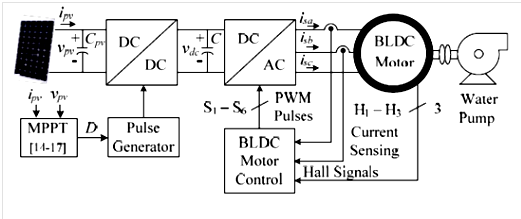 ipv
isa
+
Cpv
vpv
-
DC
DC
+
C
vdc
-
DC
AC
isb
isc
BLDC
Motor
ipv vpv
S1 – S6
PWM
Pulses
H1 – H3
3
Water
Pump
MPPT
[14-17]
D
Pulse
Generator
BLDC
Motor
Control
Current
Sensing
Hall Signals